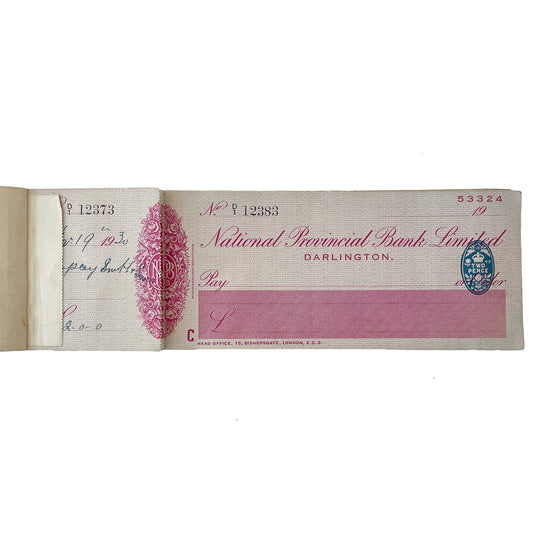 D/1 12373
19 1930
2-0-0
NPB
53324
No D/1 12383
19
National Provincial Bank Limited
DARLINGTON.
Pay
or Order
TWO PENCE
£
C
HEAD OFFICE, 15, BISHOPSGATE, LONDON, E.C.2.